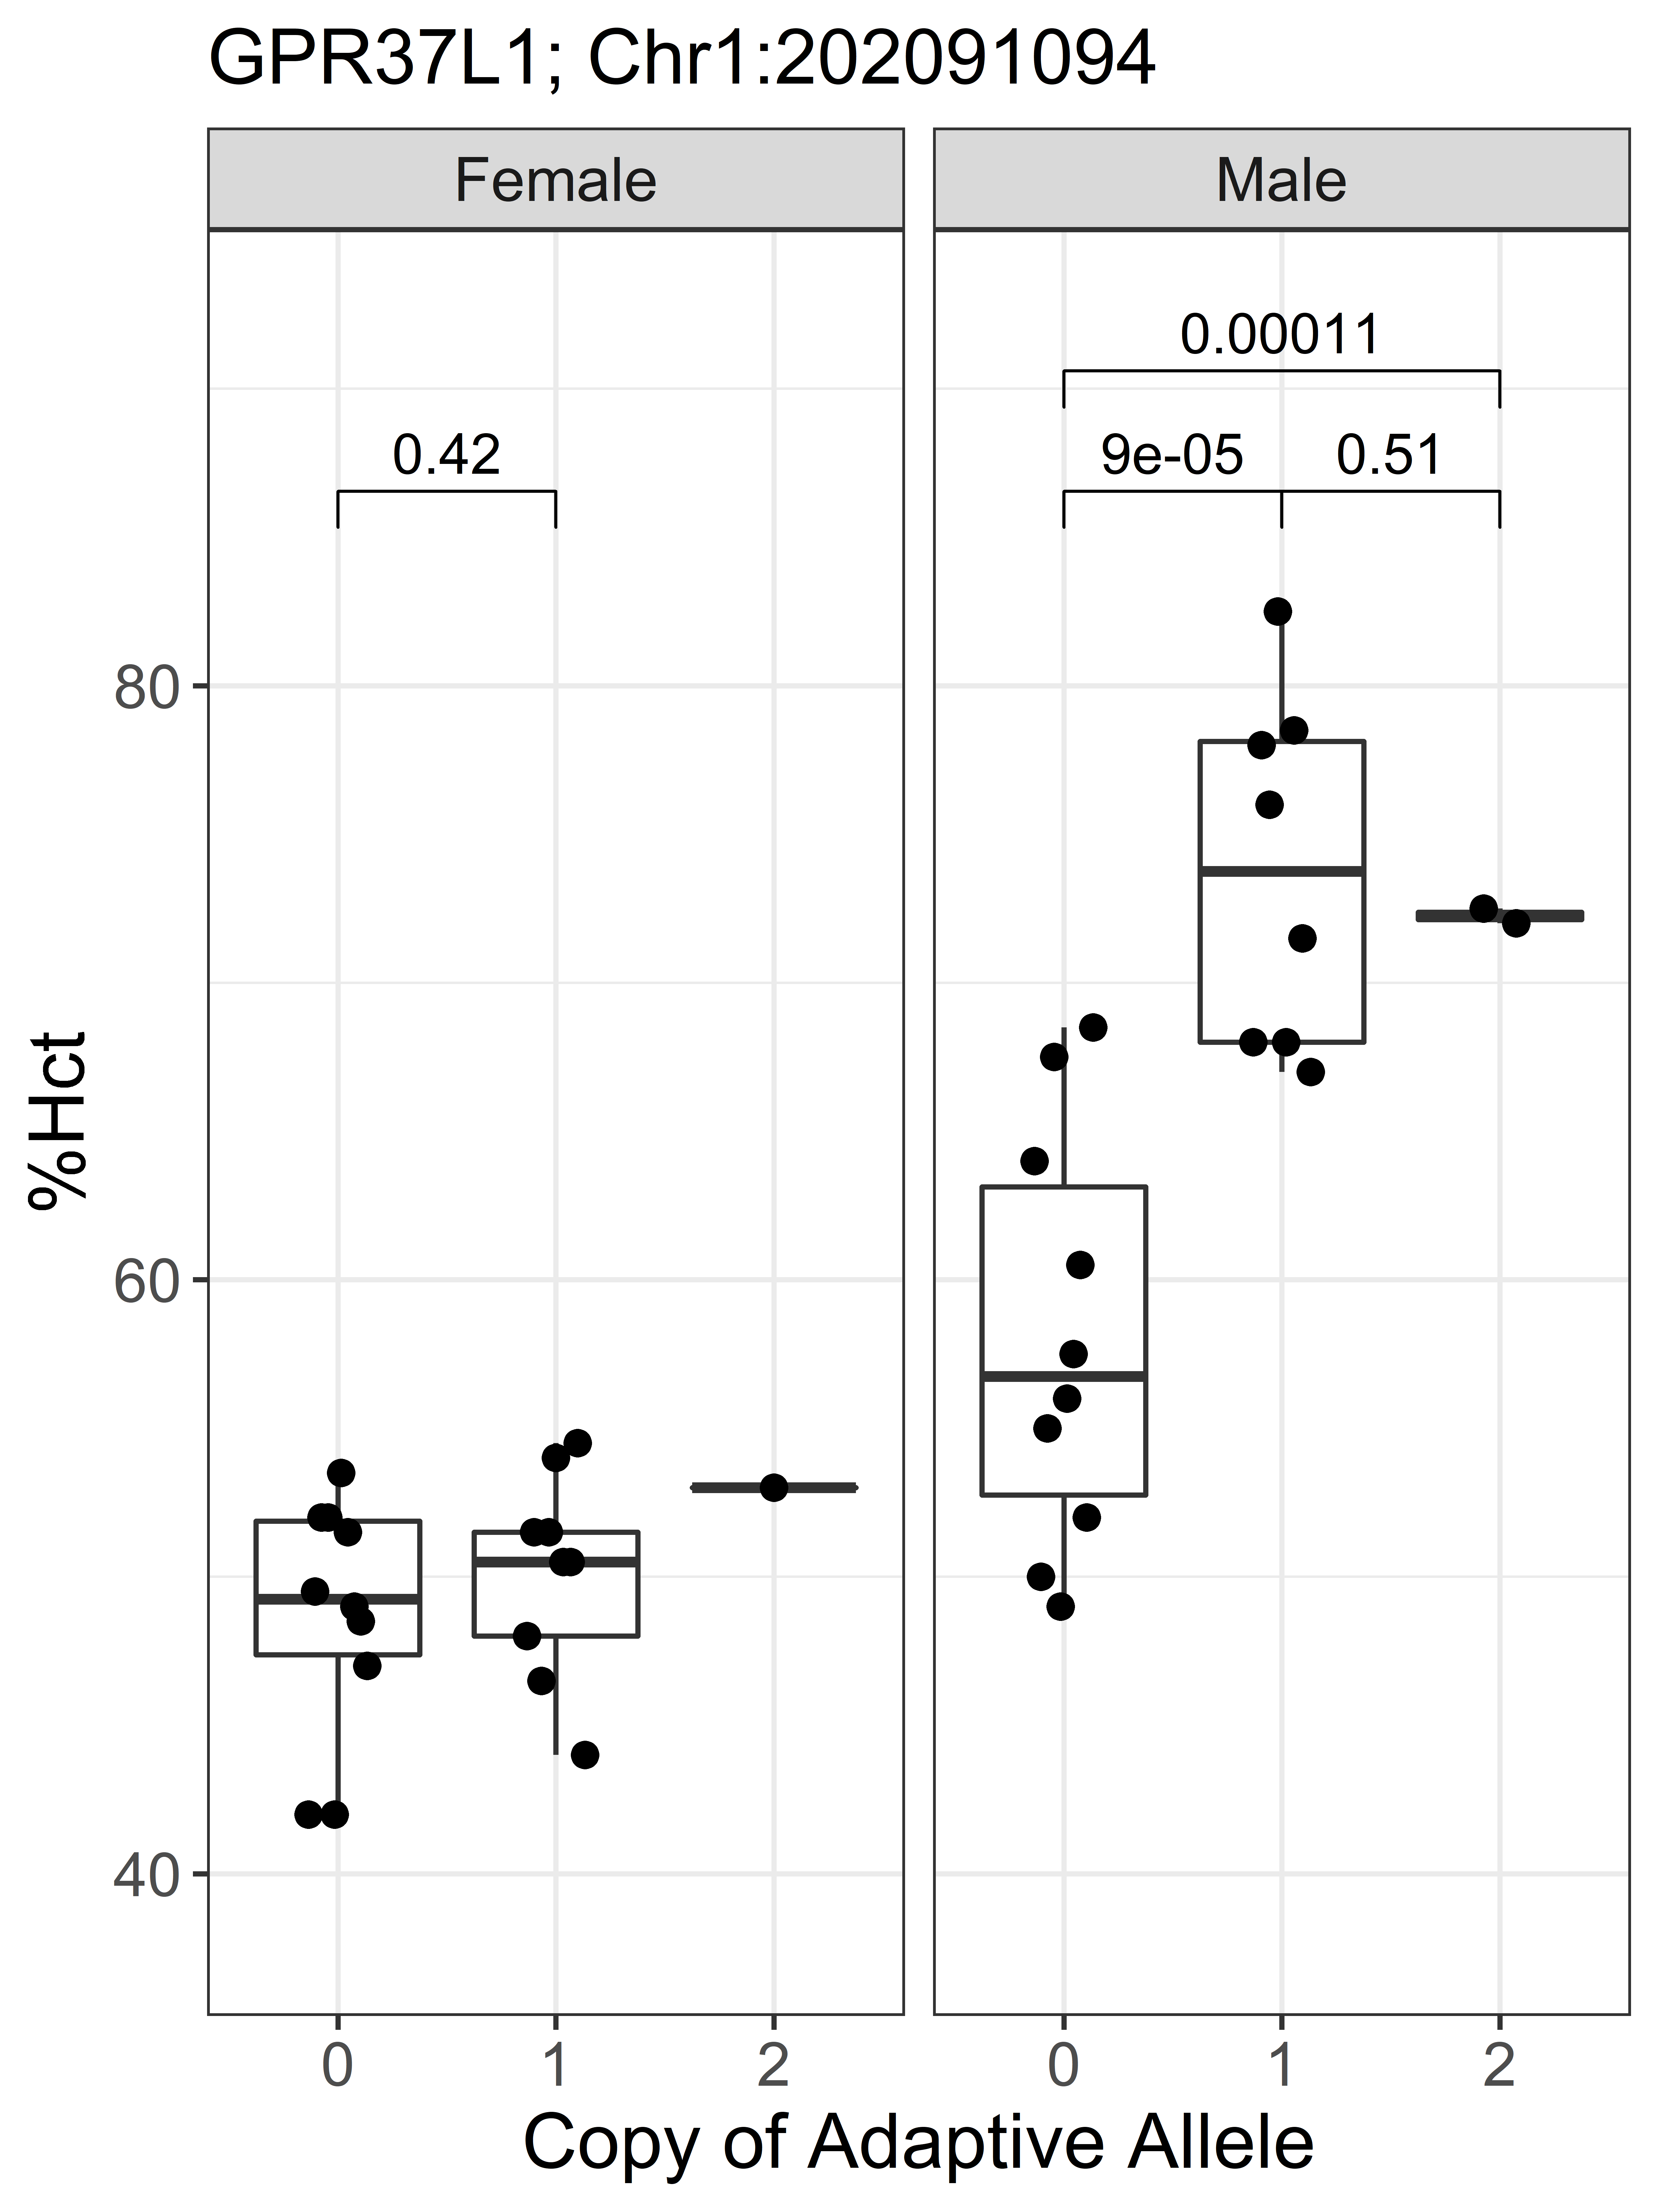 GPR37L1; Chr1:202091094
Female
Male
0.00011
0.42
9e-05
0.51
80
60
40
%Hct
0 1 2
0 1 2
Copy of Adaptive Allele